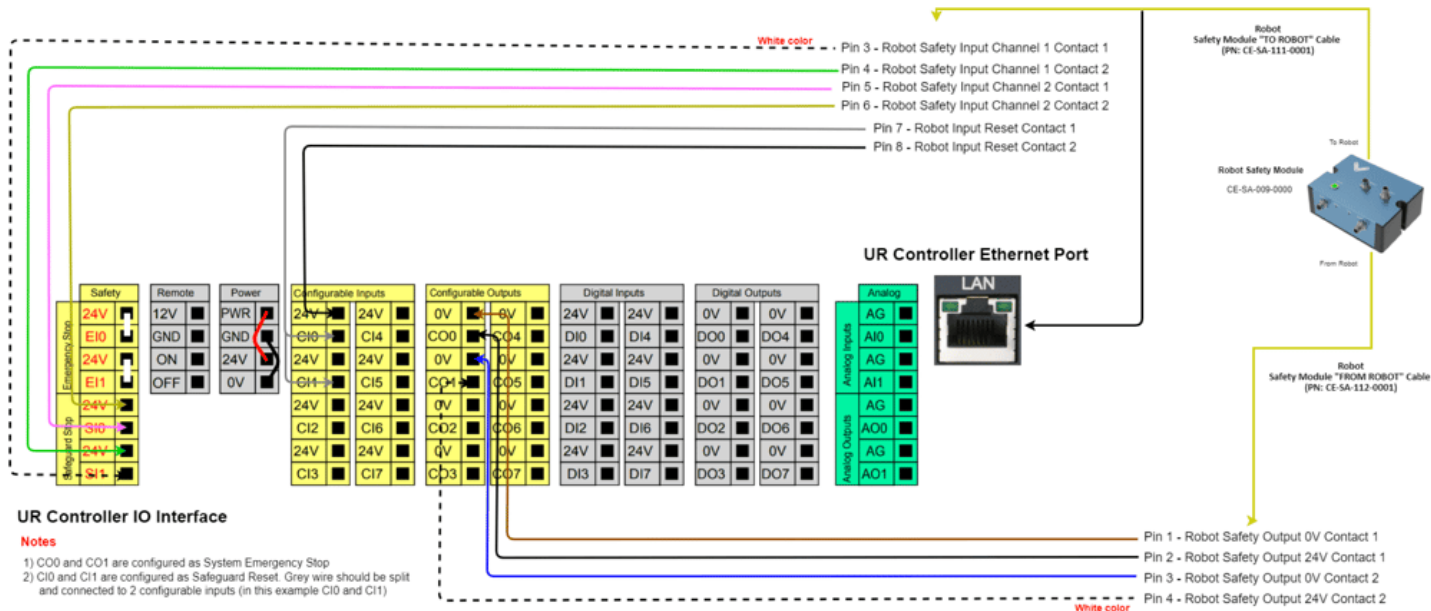 Robot
Safety Module "TO ROBOT" Cable
(PN: CE-SA-111-0001)
White color
Pin 3 - Robot Safety Input Channel 1 Contact 1
Pin 4 - Robot Safety Input Channel 1 Contact 2
Pin 5 - Robot Safety Input Channel 2 Contact 1
Pin 6 - Robot Safety Input Channel 2 Contact 2
Pin 7 - Robot Input Reset Contact 1
Pin 8 - Robot Input Reset Contact 2
To Robot
Robot Safety Module
CE-SA-009-0000
From Robot
UR Controller Ethernet Port
LAN
Safety
Emergency Stop
24V
EI0
24V
EI1
Safeguard Stop
24V
SI0
24V
SI1
Remote
12V
GND
ON
OFF
Power
PWR
GND
24V
0V
Configurable Inputs
24V 24V
CI0 CI4
24V 24V
CI1 CI5
24V 24V
CI2 CI6
24V 24V
CI3 CI7
Configurable Outputs
0V 0V
CO0 CO4
0V 0V
CO1 CO5
0V 0V
CO2 CO6
0V 0V
CO3 CO7
Digital Inputs
24V 24V
DI0 DI4
24V 24V
DI1 DI5
24V 24V
DI2 DI6
24V 24V
DI3 DI7
Digital Outputs
0V 0V
DO0 DO4
0V 0V
DO1 DO5
0V 0V
DO2 DO6
0V 0V
DO3 DO7
Analog
Analog Inputs
AG
AI0
AG
AI1
Analog Outputs
AG
AO0
AG
AO1
Robot
Safety Module "FROM ROBOT" Cable
(PN: CE-SA-112-0001)
UR Controller IO Interface
Notes
1) CO0 and CO1 are configured as System Emergency Stop
2) CI0 and CI1 are configured as Safeguard Reset. Grey wire should be split
and connected to 2 configurable inputs (in this example CI0 and CI1)
Pin 1 - Robot Safety Output 0V Contact 1
Pin 2 - Robot Safety Output 24V Contact 1
Pin 3 - Robot Safety Output 0V Contact 2
Pin 4 - Robot Safety Output 24V Contact 2
White color